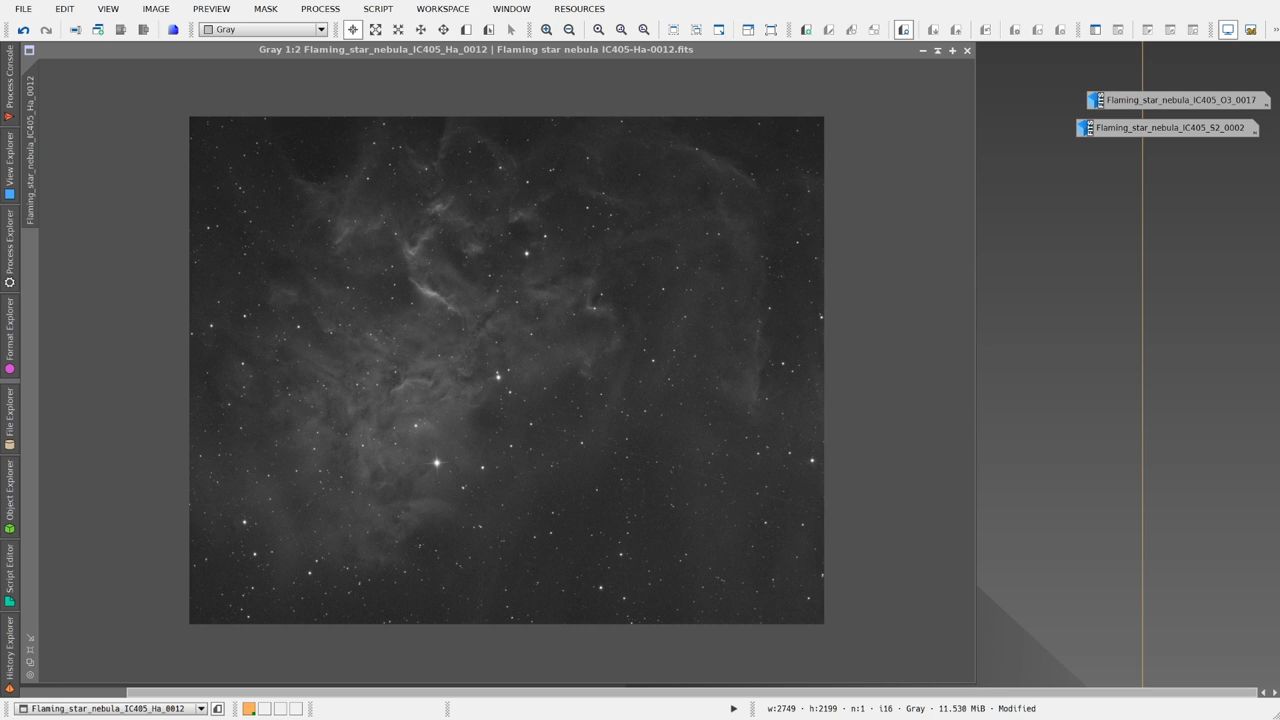 FILE EDIT VIEW IMAGE PREVIEW MASK PROCESS SCRIPT WORKSPACE WINDOW RESOURCES
Gray
Gray 1:2 Flaming_star_nebula_IC405_Ha_0012 | Flaming star nebula IC405-Ha-0012.fits
Process Console
View Explorer
Process Explorer
Format Explorer
File Explorer
Object Explorer
Script Editor
History Explorer
Flaming_star_nebula_IC405_Ha_0012
Flaming_star_nebula_IC405_O3_0017
Flaming_star_nebula_IC405_S2_0002
Flaming_star_nebula_IC405_Ha_0012
w:2749 · h:2199 · n:1 · i16 · Gray · 11.530 MiB · Modified